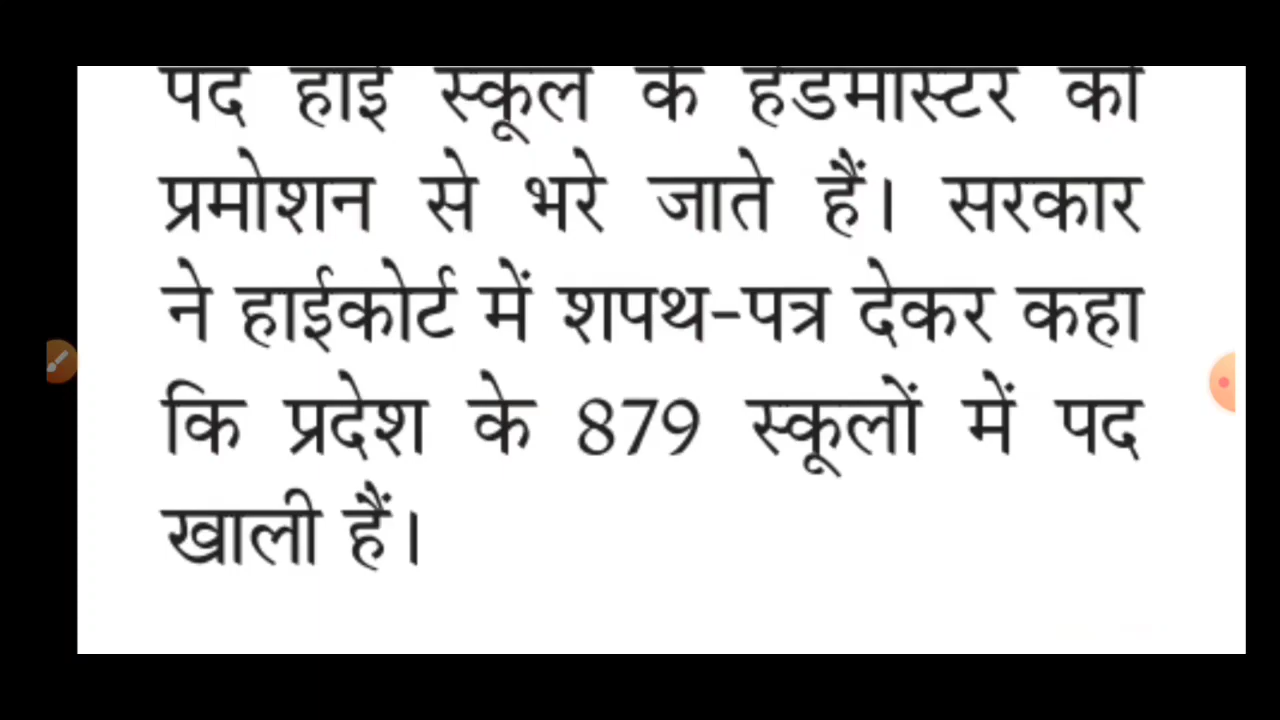 पद हाई स्कूल के हेडमास्टर की
प्रमोशन से भरे जाते हैं। सरकार
ने हाईकोर्ट में शपथ-पत्र देकर कहा
कि प्रदेश के 879 स्कूलों में पद
खाली हैं।